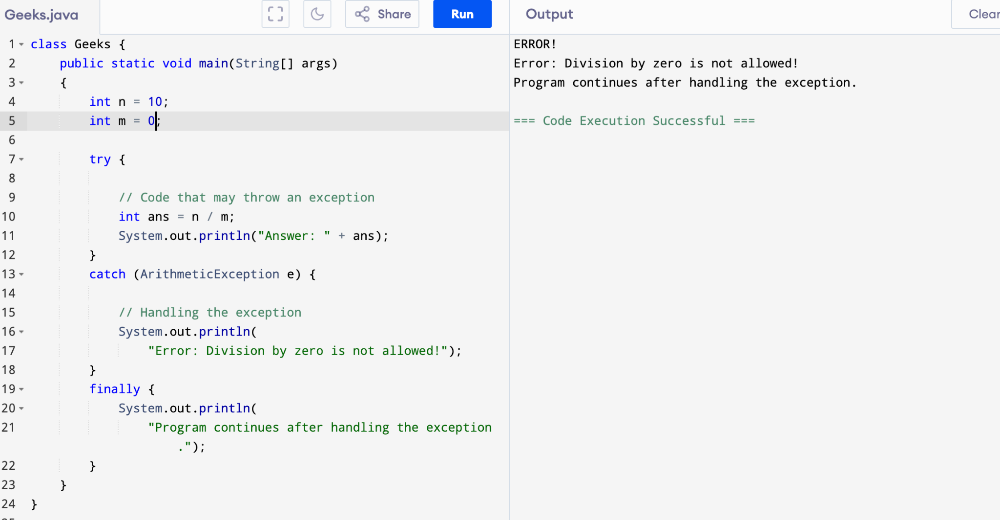 Geeks.java
Share
Run
Output
Clear
1 class Geeks {
2     public static void main(String[] args)
3     {
4         int n = 10;
5         int m = 0;
6
7         try {
8
9             // Code that may throw an exception
10             int ans = n / m;
11             System.out.println("Answer: " + ans);
12         }
13         catch (ArithmeticException e) {
14
15             // Handling the exception
16             System.out.println(
17                 "Error: Division by zero is not allowed!");
18         }
19         finally {
20             System.out.println(
21                 "Program continues after handling the exception
                    .");
22         }
23     }
24 }
ERROR!
Error: Division by zero is not allowed!
Program continues after handling the exception.
=== Code Execution Successful ===